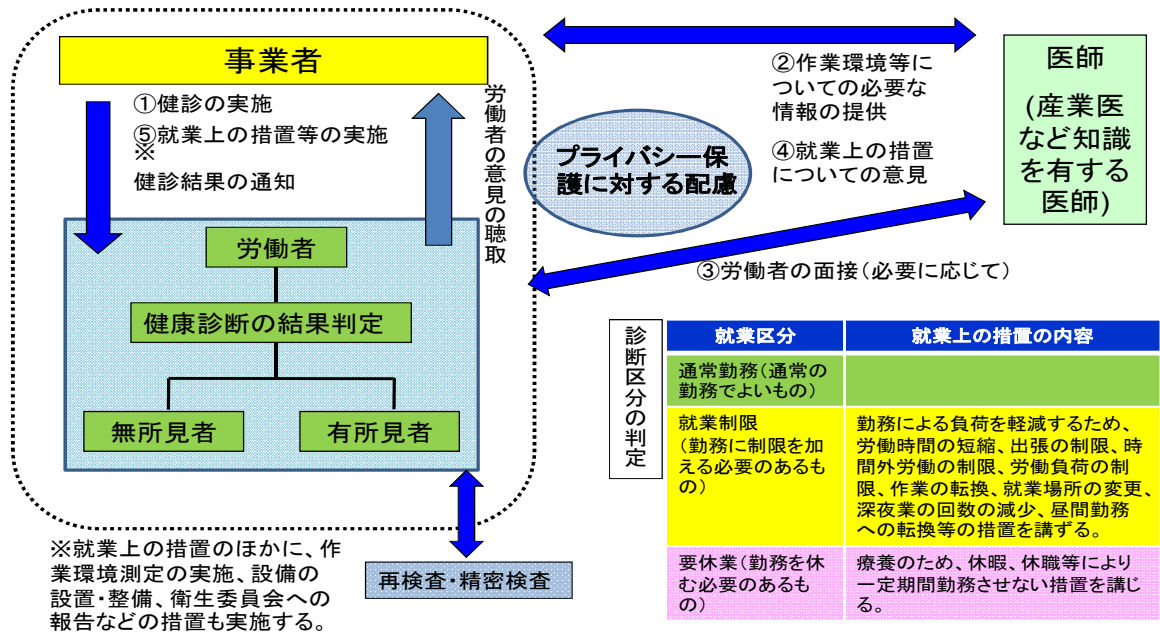 事業者
①健診の実施
⑤就業上の措置等の実施
※
健診結果の通知
労働者の意見の聴取
労働者
健康診断の結果判定
無所見者
有所見者
再検査・精密検査
※就業上の措置のほかに、作
業環境測定の実施、設備の
設置・整備、衛生委員会への
報告などの措置も実施する。
プライバシー保
護に対する配慮
②作業環境等に
ついての必要な
情報の提供
④就業上の措置
についての意見
③労働者の面接(必要に応じて)
医師
(産業医
など知識
を有する
医師)
診断区分の判定
就業区分
就業上の措置の内容
通常勤務(通常の
勤務でよいもの)
就業制限
(勤務に制限を加
える必要のあるも
の)
勤務による負荷を軽減するため、
労働時間の短縮、出張の制限、時
間外労働の制限、労働負荷の制
限、作業の転換、就業場所の変更、
深夜業の回数の減少、昼間勤務
への転換等の措置を講ずる。
要休業(勤務を休
む必要のあるも
の)
療養のため、休暇、休職等により
一定期間勤務させない措置を講じ
る。